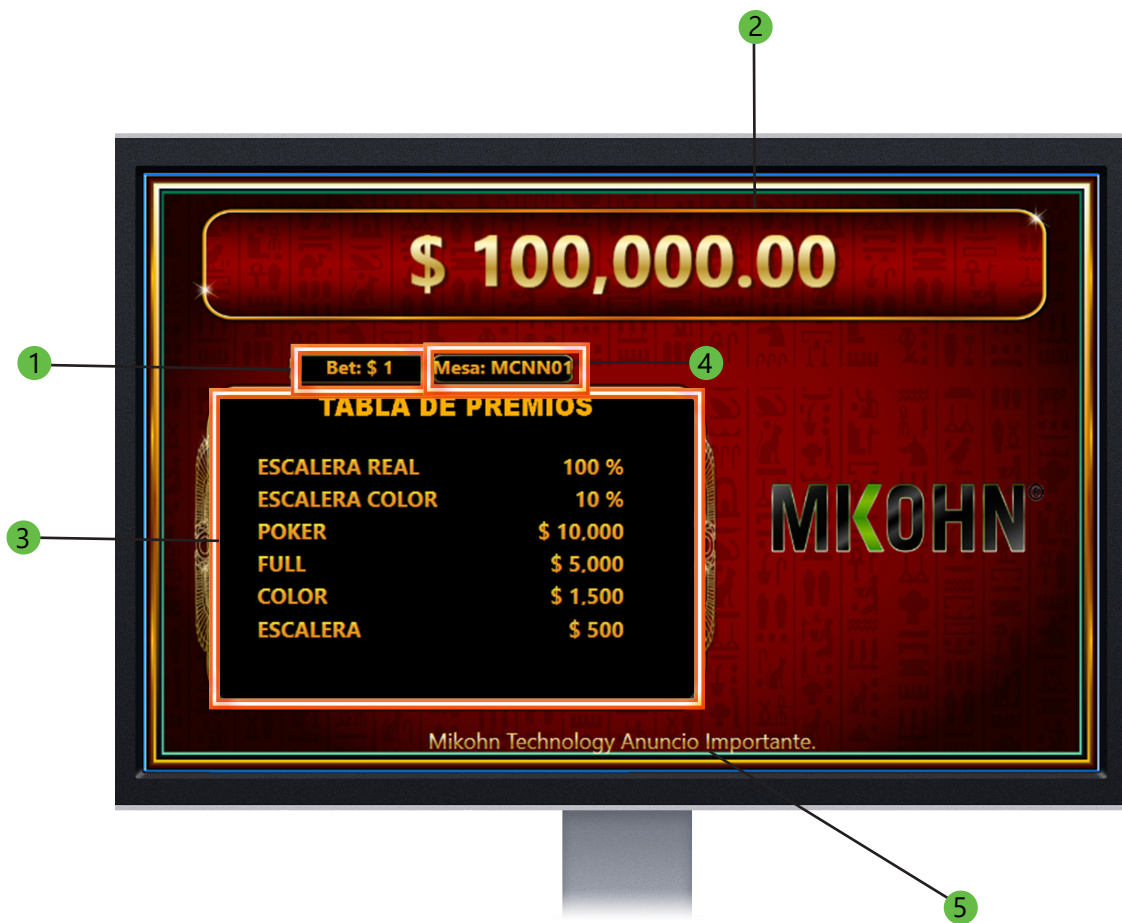 2
$ 100,000.00
1
Bet: $ 1
Mesa: MCNN01
4
TABLA DE PREMIOS
ESCALERA REAL 100 %
ESCALERA COLOR 10 %
POKER $ 10,000
FULL $ 5,000
COLOR $ 1,500
ESCALERA $ 500
3
MKOHN®
Mikohn Technology Anuncio Importante.
5